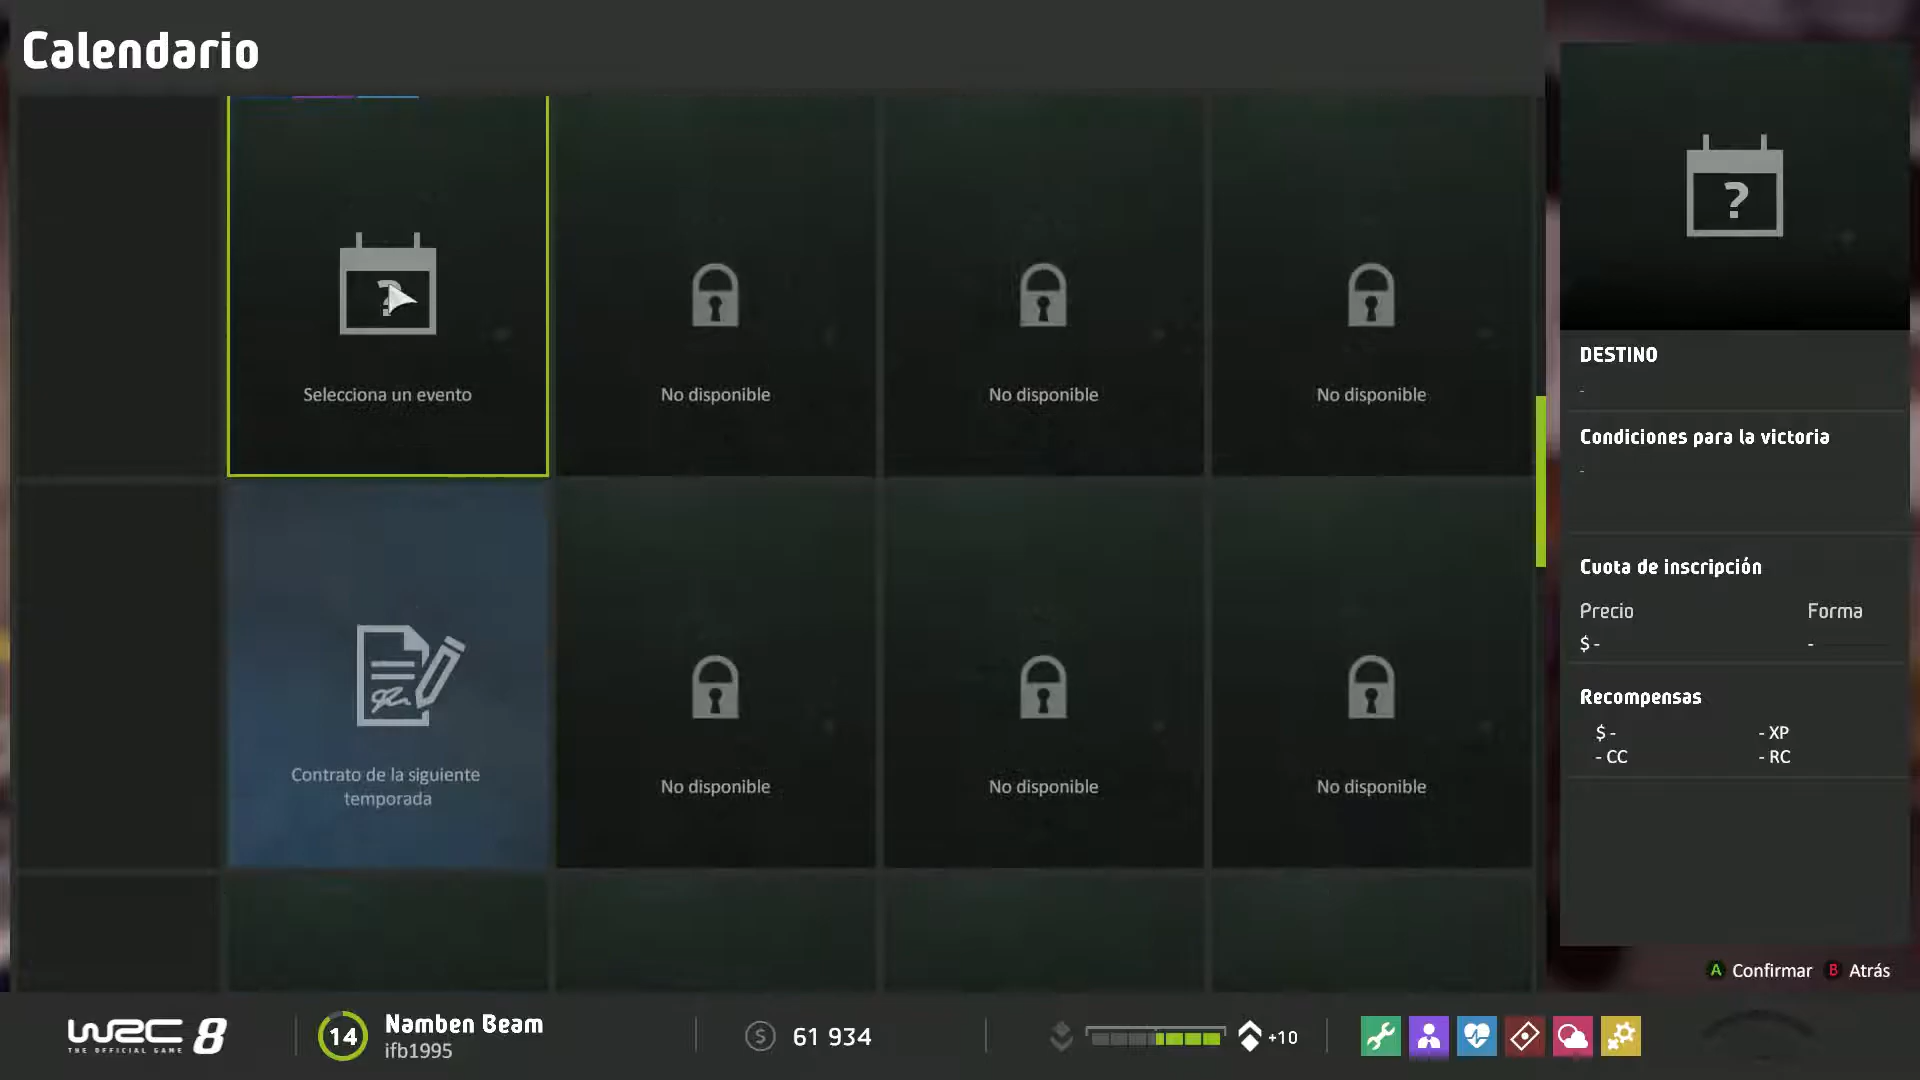 Calendario
?
Selecciona un evento
No disponible
No disponible
No disponible
Contrato de la siguiente
temporada
No disponible
No disponible
No disponible
?
DESTINO
-
Condiciones para la victoria
-
Cuota de inscripción
Precio
Forma
$ -
-
Recompensas
$ -
- XP
- CC
- RC
A Confirmar
B Atrás
WRC 8
THE OFFICIAL GAME
14
Namben Beam
ifb1995
$ 61 934
+10